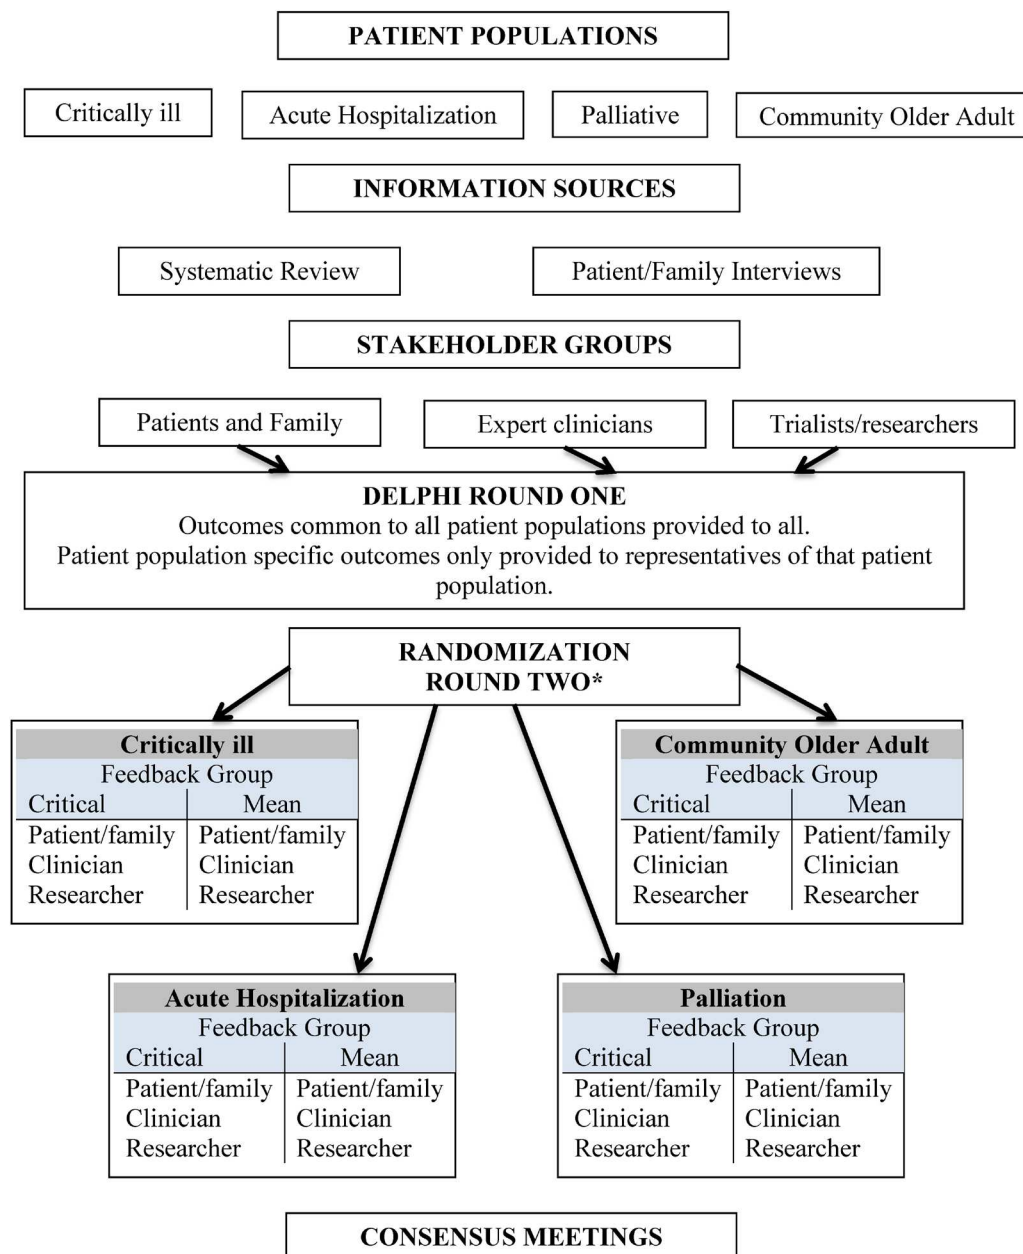 PATIENT POPULATIONS
Critically ill
Acute Hospitalization
Palliative
Community Older Adult
INFORMATION SOURCES
Systematic Review
Patient/Family Interviews
STAKEHOLDER GROUPS
Patients and Family
Expert clinicians
Trialists/researchers
DELPHI ROUND ONE
Outcomes common to all patient populations provided to all.
Patient population specific outcomes only provided to representatives of that patient
population.
RANDOMIZATION
ROUND TWO*
Critically ill
Feedback Group
Critical Mean
Patient/family Patient/family
Clinician Clinician
Researcher Researcher
Community Older Adult
Feedback Group
Critical Mean
Patient/family Patient/family
Clinician Clinician
Researcher Researcher
Acute Hospitalization
Feedback Group
Critical Mean
Patient/family Patient/family
Clinician Clinician
Researcher Researcher
Palliation
Feedback Group
Critical Mean
Patient/family Patient/family
Clinician Clinician
Researcher Researcher
CONSENSUS MEETINGS